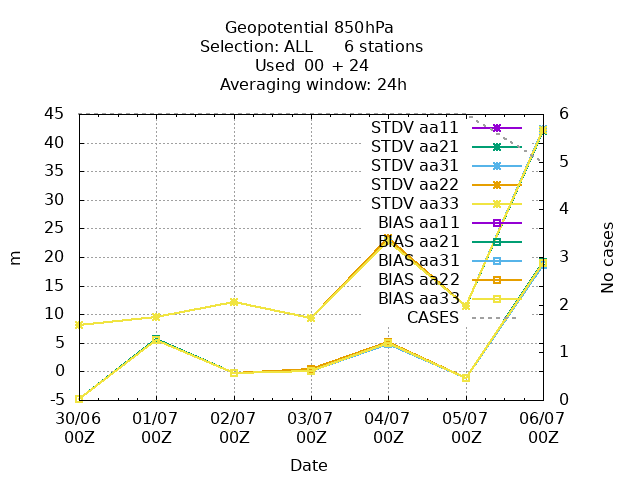 Geopotential 850hPa
Selection: ALL 6 stations
Used 00 + 24
Averaging window: 24h
45
40
35
30
25
20
15
10
5
0
-5
m
6
5
4
3
2
1
0
No cases
STDV aa11
STDV aa21
STDV aa31
STDV aa22
STDV aa33
BIAS aa11
BIAS aa21
BIAS aa31
BIAS aa22
BIAS aa33
CASES
30/06 01/07 02/07 03/07 04/07 05/07 06/07
00Z 00Z 00Z 00Z 00Z 00Z 00Z
Date